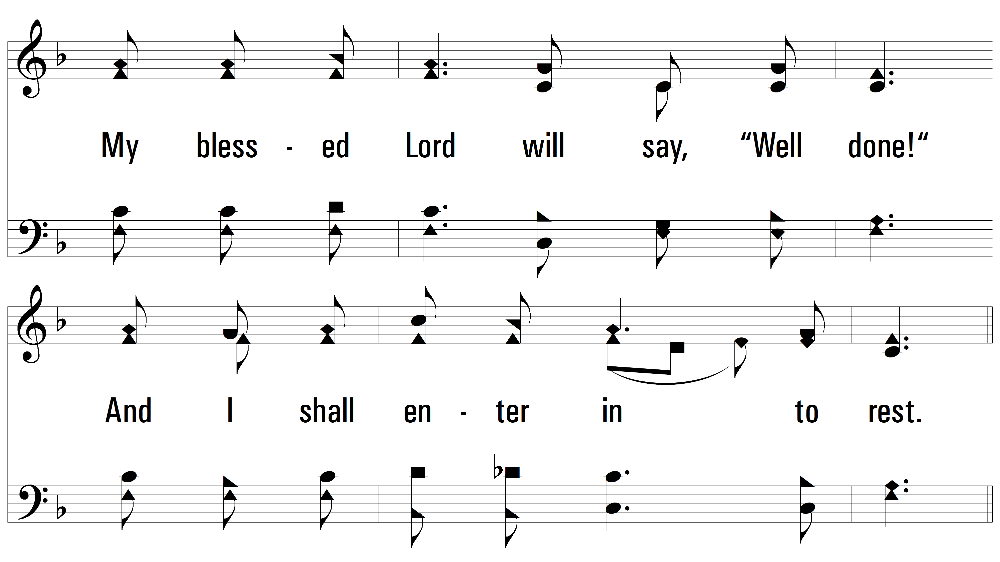 My bless - ed Lord will say, “Well done!“
And I shall en - ter in to rest.